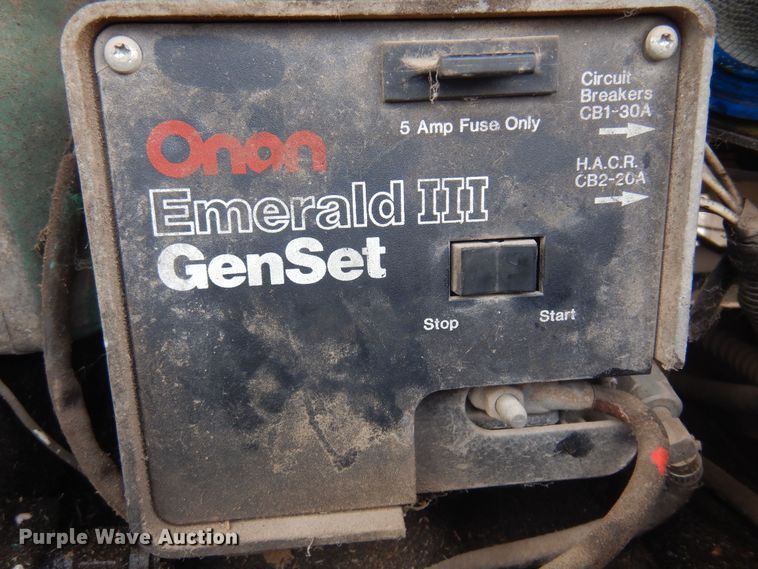 Circuit
Breakers
CB1-30A
5 Amp Fuse Only
H.A.C.R.
CB2-20A
Onan
Emerald III
GenSet
Stop
Start
Purple Wave Auction